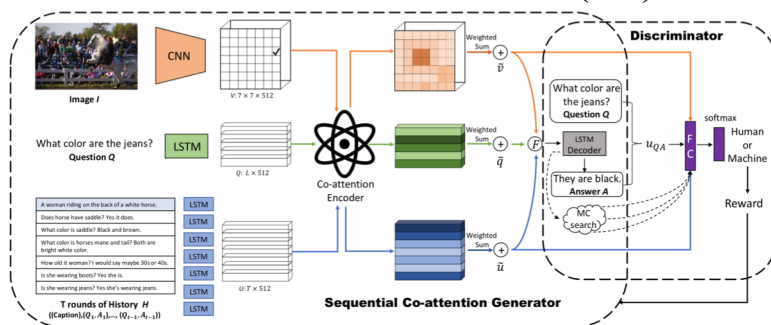 Image I
CNN
V: 7 × 7 × 512
Weighted
Sum
+
ṽ
Discriminator
What color are the jeans?
Question Q
LSTM
Q: L × 512
Co-attention
Encoder
Weighted
Sum
+
q̃
F
What color are
the jeans?
Question Q
LSTM
Decoder
They are black.
Answer A
MC
search
u_QA
F
C
softmax
Human
or
Machine
Reward
A woman riding on the back of a white horse.
Does horse have saddle? Yes it does.
What color is saddle? Black and brown.
What color is horses mane and tail? Both are
bright white color.
How old it woman? I would say maybe 30s or 40s.
Is she wearing boots? Yes she is.
Is she wearing jeans? Yes she's wearing jeans.
LSTM
LSTM
LSTM
LSTM
LSTM
LSTM
LSTM
U: T × 512
Weighted
Sum
+
ũ
T rounds of History H
((Caption),(Q₁, A₁),..., (Qₜ₋₁, Aₜ₋₁))
Sequential Co-attention Generator